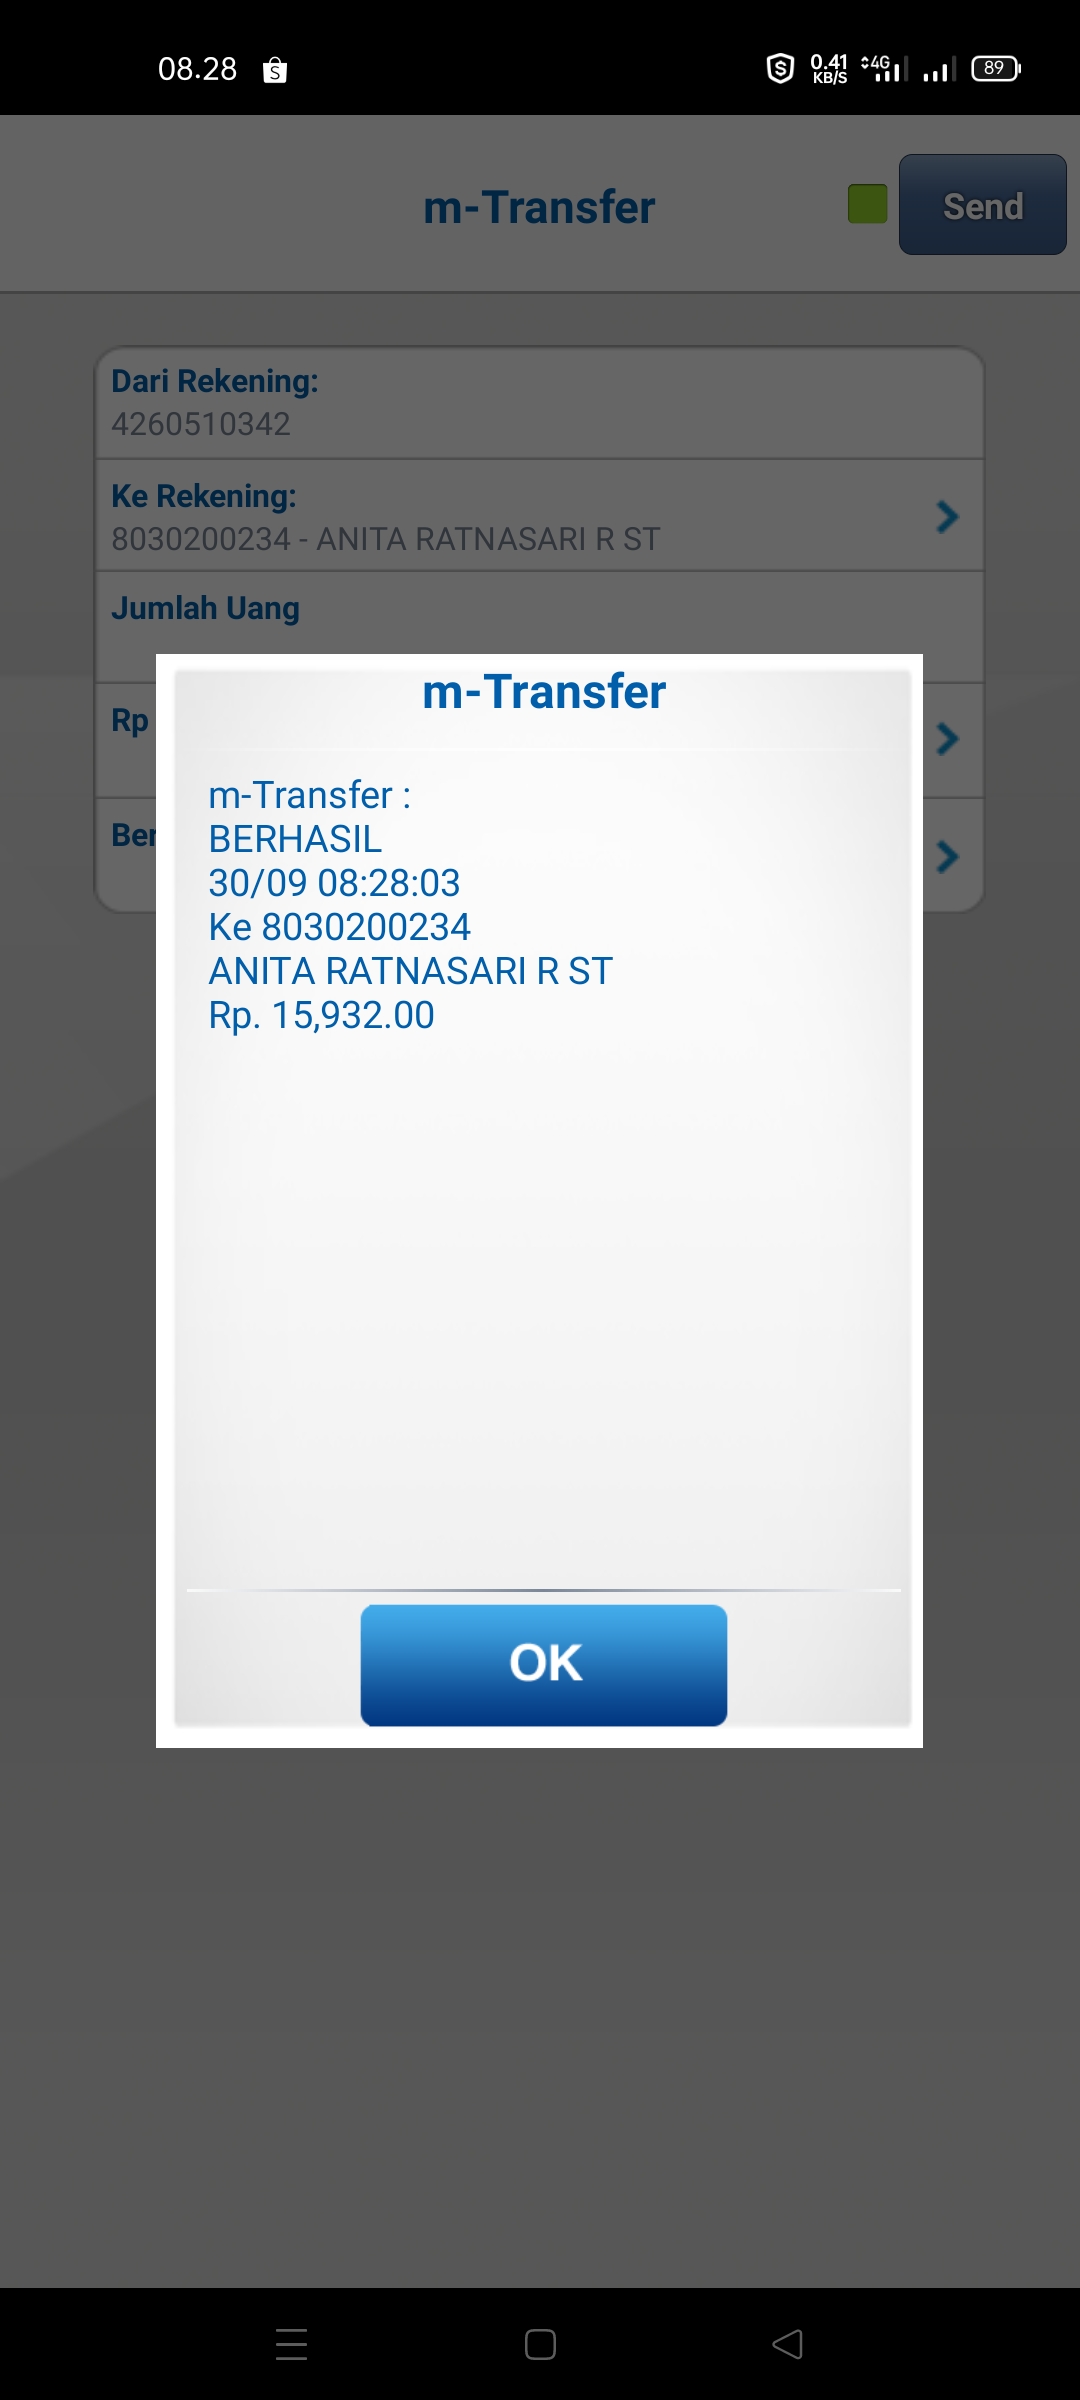 08.28
0.41
KB/S
4G
89
m-Transfer
Send
Dari Rekening:
4260510342
Ke Rekening:
8030200234 - ANITA RATNASARI R ST
Jumlah Uang
Rp
Ber
m-Transfer
m-Transfer :
BERHASIL
30/09 08:28:03
Ke 8030200234
ANITA RATNASARI R ST
Rp. 15,932.00
OK